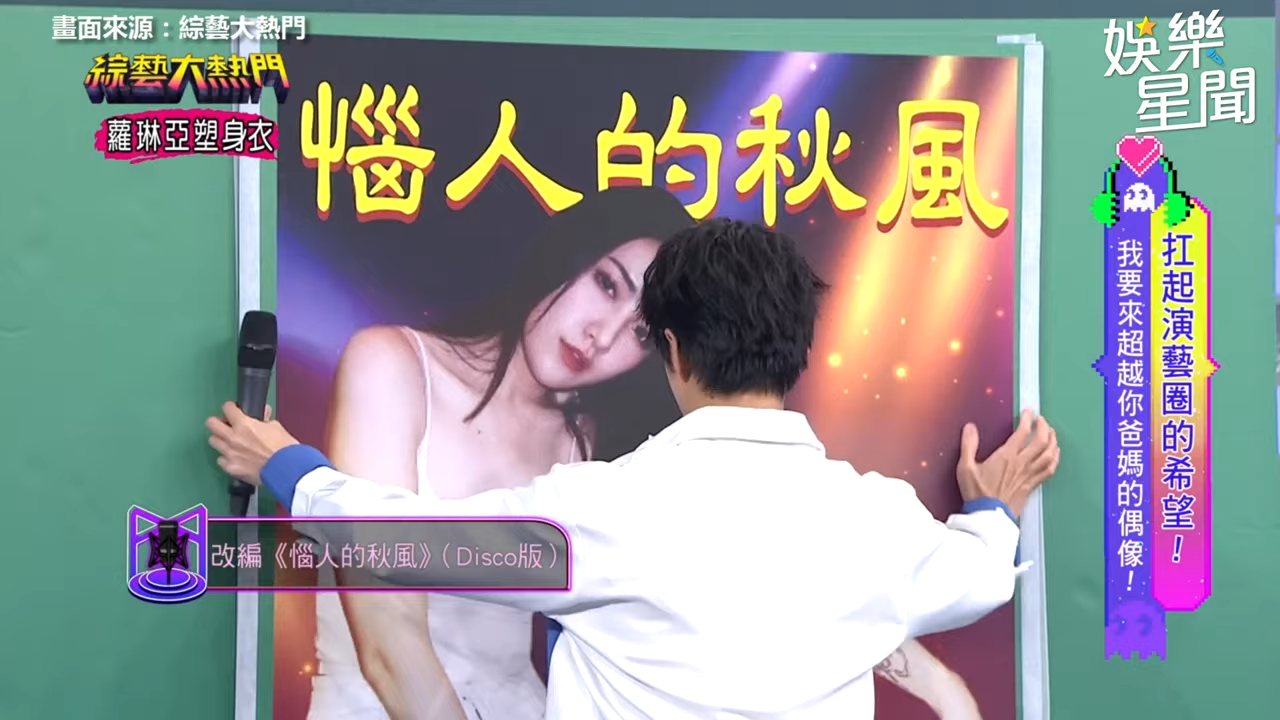 畫面來源：綜藝大熱門
綜藝大熱門
蘿琳亞塑身衣
娛樂
星聞
惱人的秋風
扛起演藝圈的希望！
我要來超越你爸媽的偶像！
改編《惱人的秋風》（Disco版）